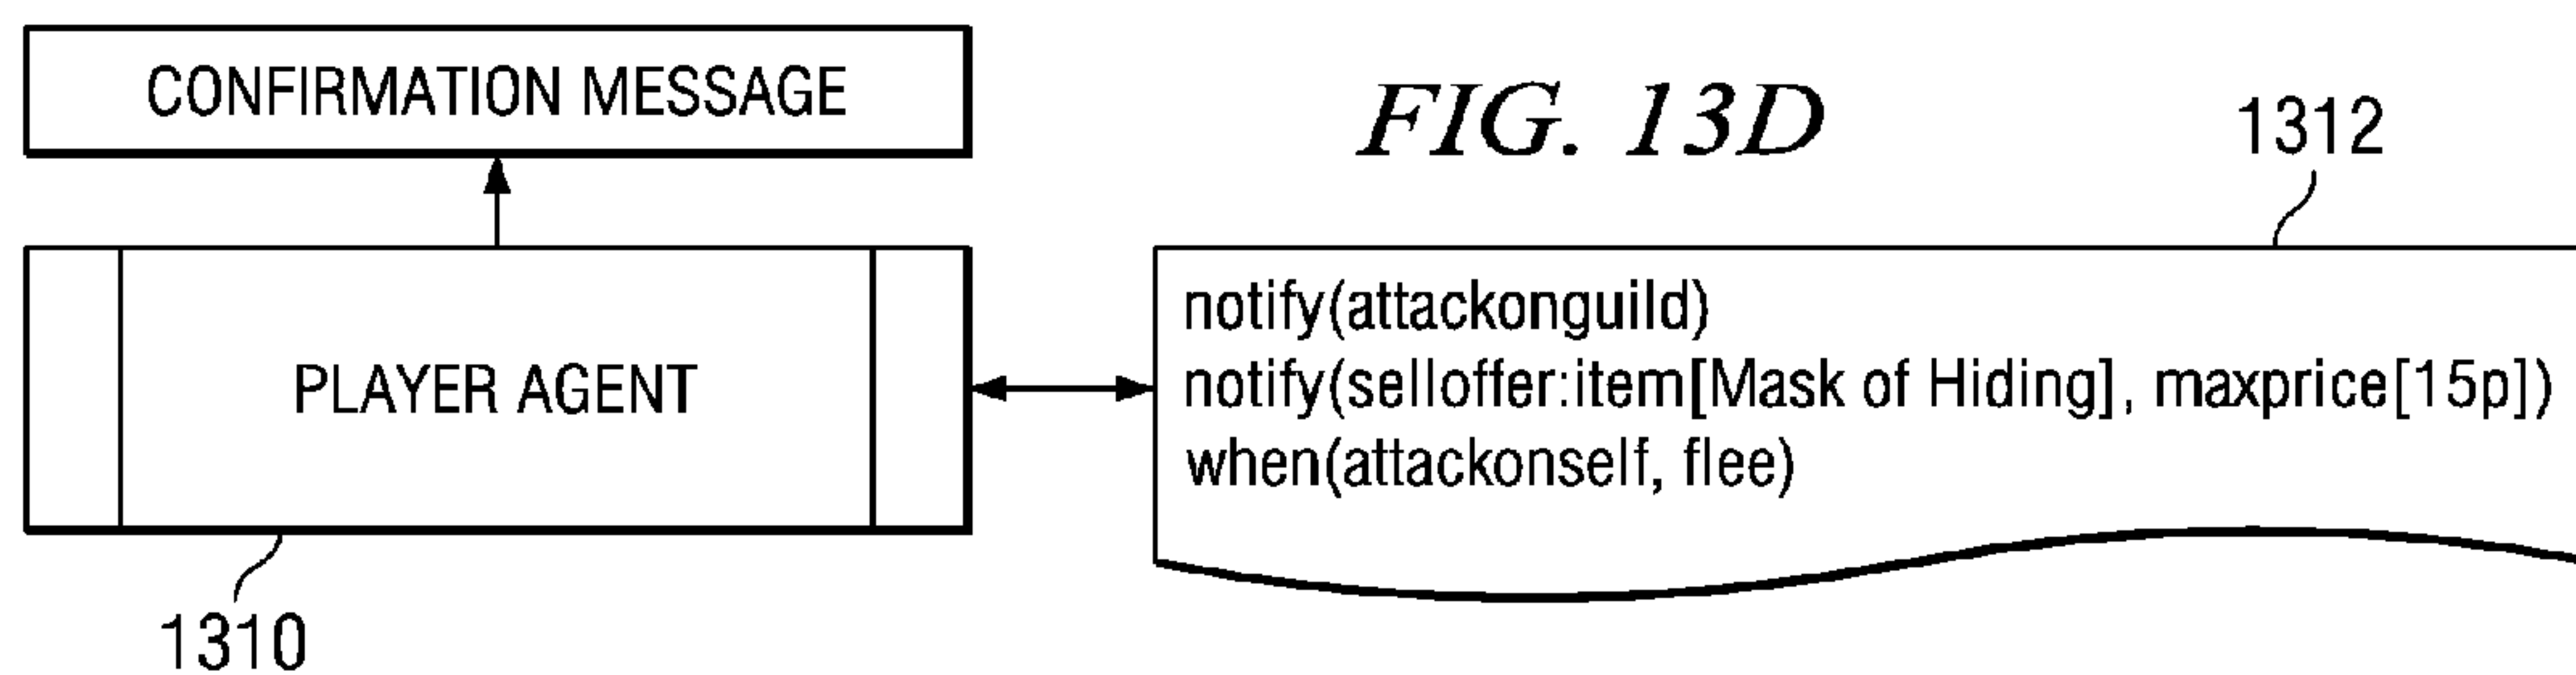 CONFIRMATION MESSAGE
FIG. 13D
1312
PLAYER AGENT
1310
notify(attackonguild)
notify(selloffer:item[Mask of Hiding], maxprice[15p])
when(attackonself, flee)